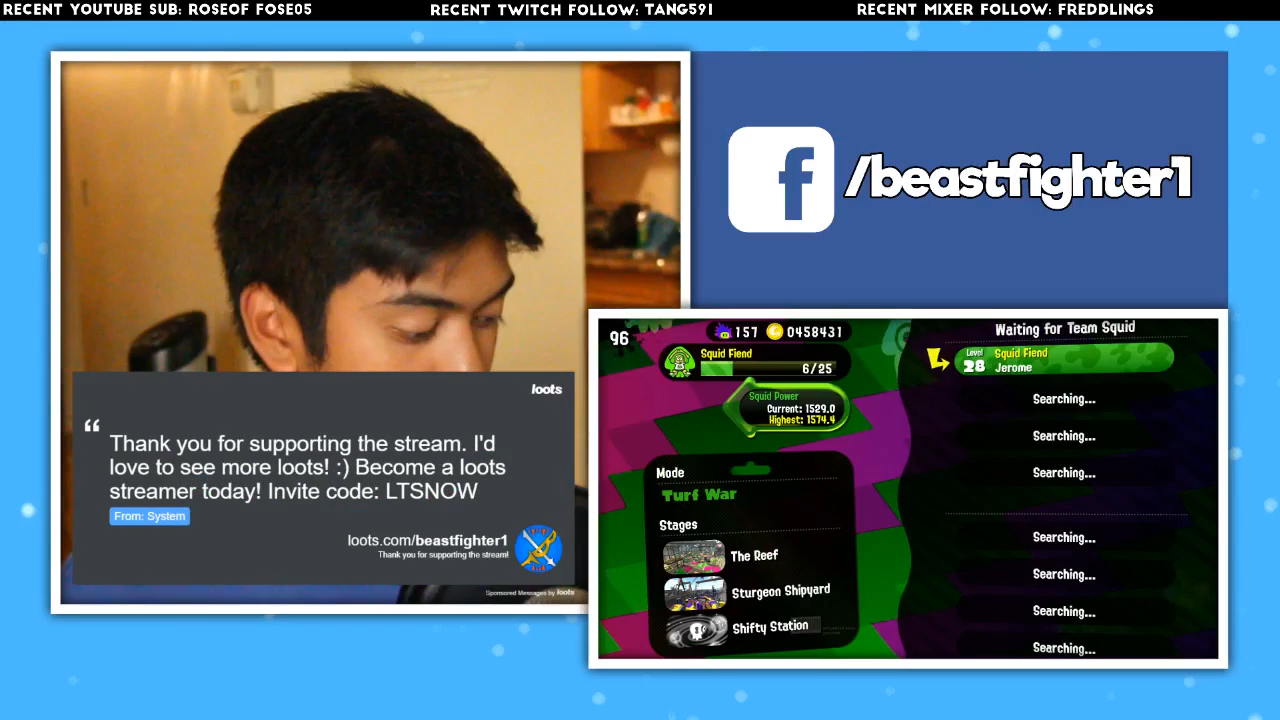 RECENT YOUTUBE SUB: ROSEOF FOSE05
RECENT TWITCH FOLLOW: TANG591
RECENT MIXER FOLLOW: FREDDLINGS
f /beastfighter1
loots
“
Thank you for supporting the stream. I'd
love to see more loots! :) Become a loots
streamer today! Invite code: LTSNOW
From: System
loots.com/beastfighter1
Thank you for supporting the stream!
Sponsored Messages by loots
96
157 0458431
Squid Fiend
6/25
Squid Power
Current: 1529.0
Highest: 1574.4
Mode
Turf War
Stages
The Reef
Sturgeon Shipyard
Shifty Station
Waiting for Team Squid
Level
28
Squid Fiend
Jerome
Searching...
Searching...
Searching...
Searching...
Searching...
Searching...
Searching...